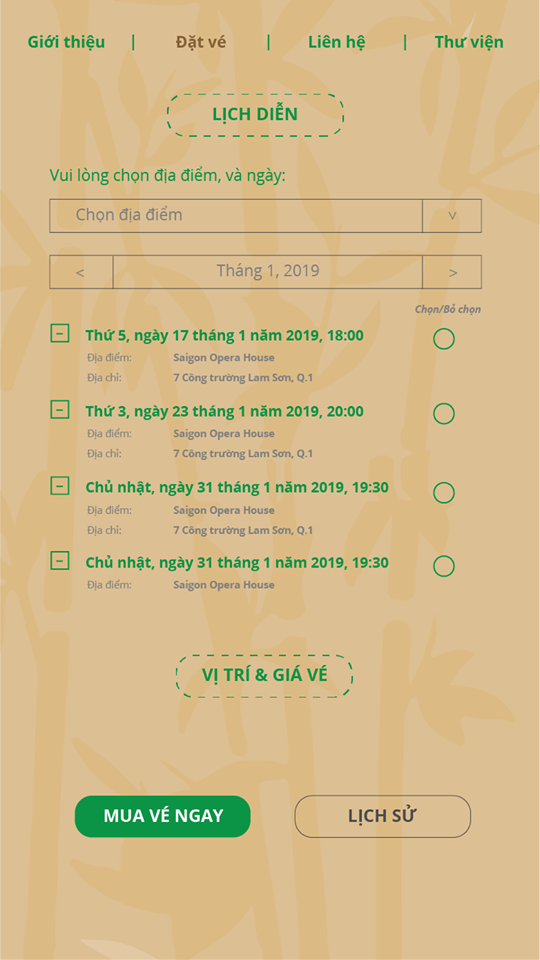 Giới thiệu | Đặt vé | Liên hệ | Thư viện
LỊCH DIỄN
Vui lòng chọn địa điểm, và ngày:
Chọn địa điểm v
< Tháng 1, 2019 >
Chọn/Bỏ chọn
Thứ 5, ngày 17 tháng 1 năm 2019, 18:00
Địa điểm: Saigon Opera House
Địa chỉ: 7 Công trường Lam Sơn, Q.1
Thứ 3, ngày 23 tháng 1 năm 2019, 20:00
Địa điểm: Saigon Opera House
Địa chỉ: 7 Công trường Lam Sơn, Q.1
Chủ nhật, ngày 31 tháng 1 năm 2019, 19:30
Địa điểm: Saigon Opera House
Địa chỉ: 7 Công trường Lam Sơn, Q.1
Chủ nhật, ngày 31 tháng 1 năm 2019, 19:30
Địa điểm: Saigon Opera House
VỊ TRÍ & GIÁ VÉ
MUA VÉ NGAY LỊCH SỬ